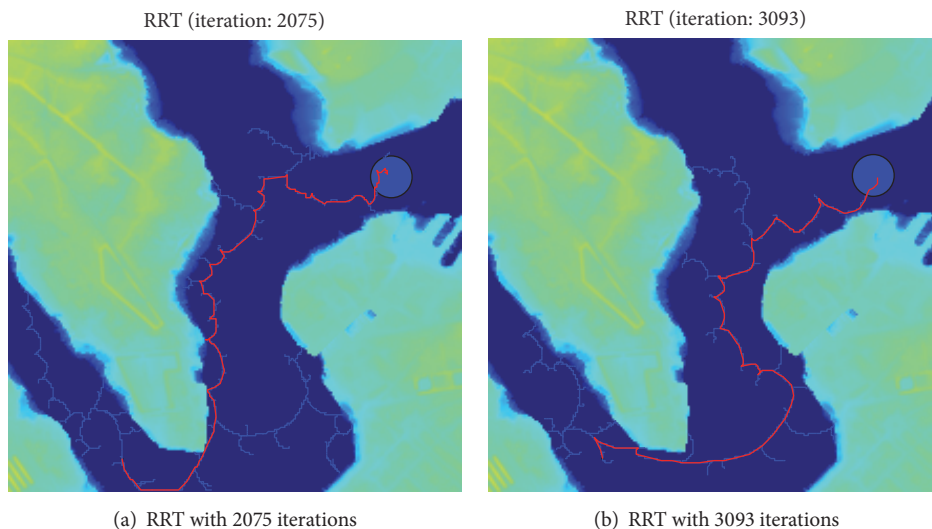 RRT (iteration: 2075)
RRT (iteration: 3093)
(a) RRT with 2075 iterations
(b) RRT with 3093 iterations